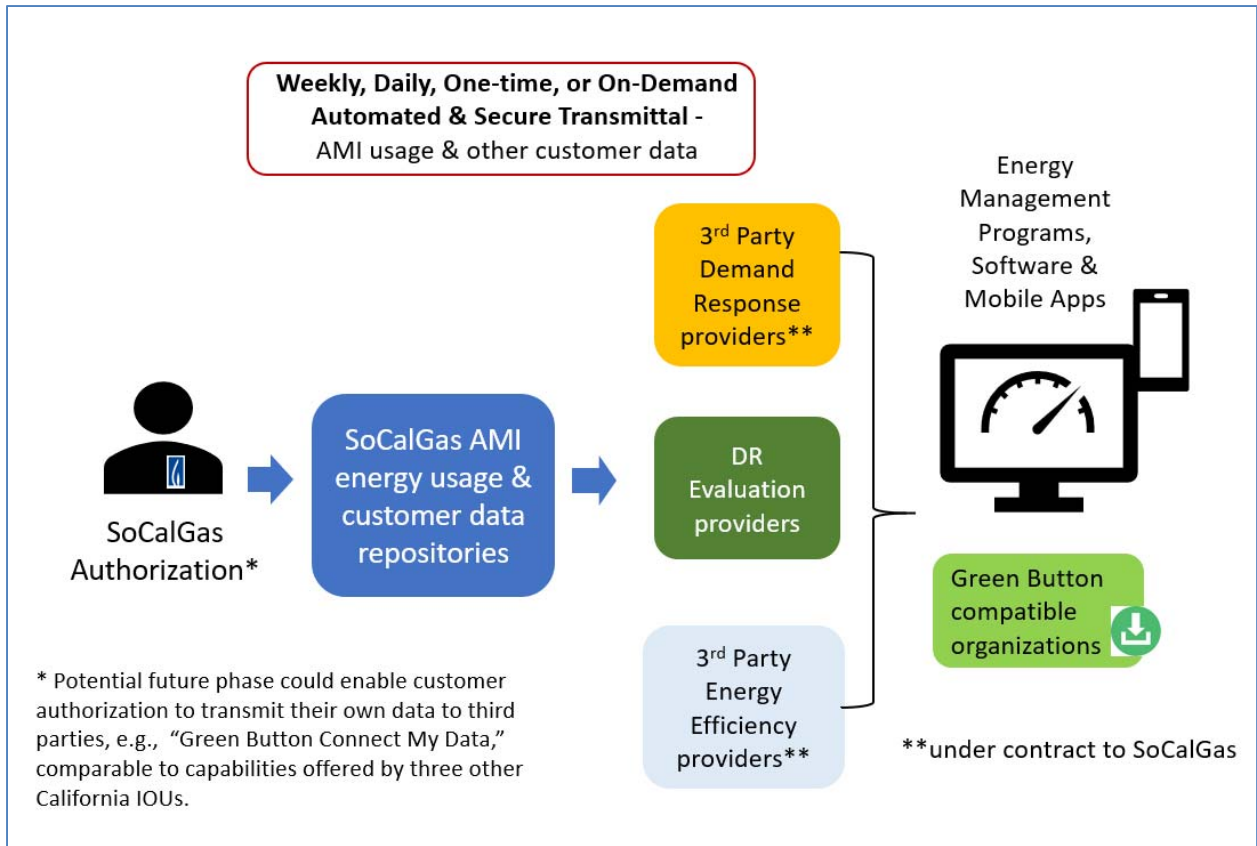 Weekly, Daily, One-time, or On-Demand
Automated & Secure Transmittal -
AMI usage & other customer data
Energy
Management
Programs,
Software &
Mobile Apps
3rd Party
Demand
Response
providers**
SoCalGas AMI
energy usage &
customer data
repositories
DR
Evaluation
providers
SoCalGas
Authorization*
Green Button
compatible
organizations
3rd Party
Energy
Efficiency
providers**
* Potential future phase could enable customer
authorization to transmit their own data to third
parties, e.g.,  “Green Button Connect My Data,”
comparable to capabilities offered by three other
California IOUs.
**under contract to SoCalGas